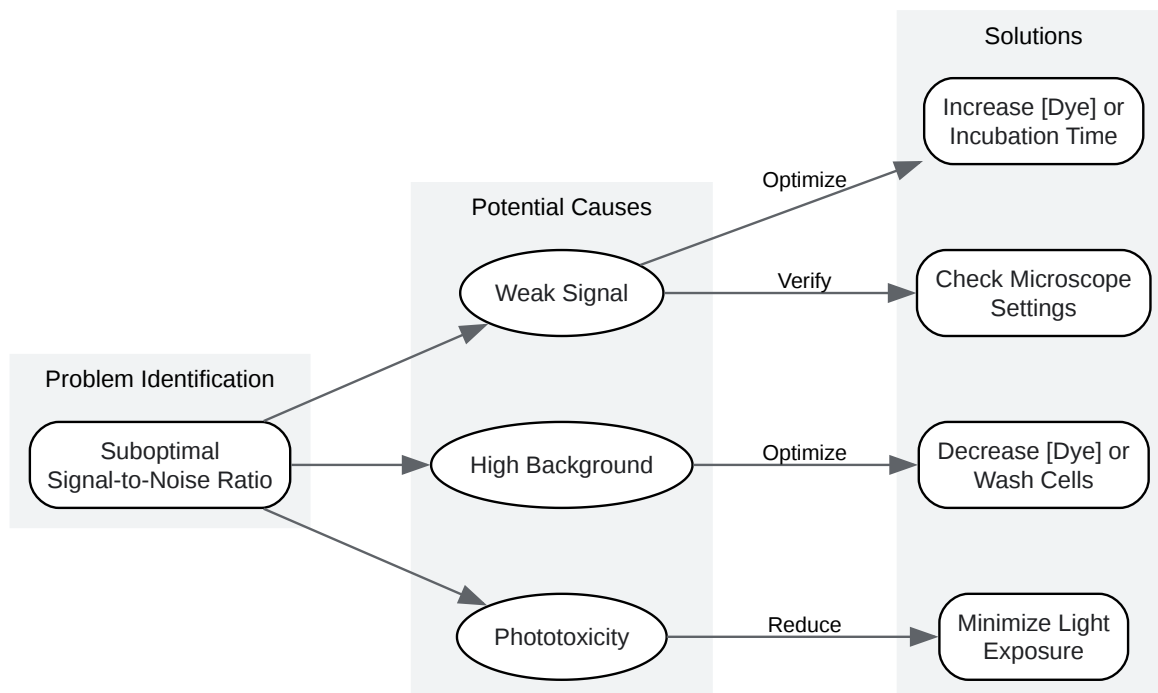 Problem Identification
Suboptimal
Signal-to-Noise Ratio
Potential Causes
Weak Signal
High Background
Phototoxicity
Optimize
Verify
Optimize
Reduce
Solutions
Increase [Dye] or
Incubation Time
Check Microscope
Settings
Decrease [Dye] or
Wash Cells
Minimize Light
Exposure